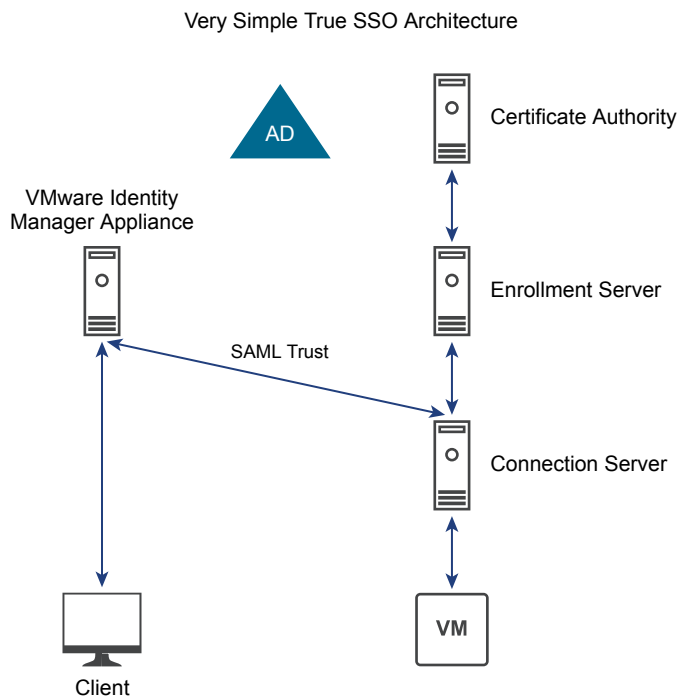 Very Simple True SSO Architecture
AD
Certificate Authority
VMware Identity
Manager Appliance
Enrollment Server
SAML Trust
Connection Server
VM
Client